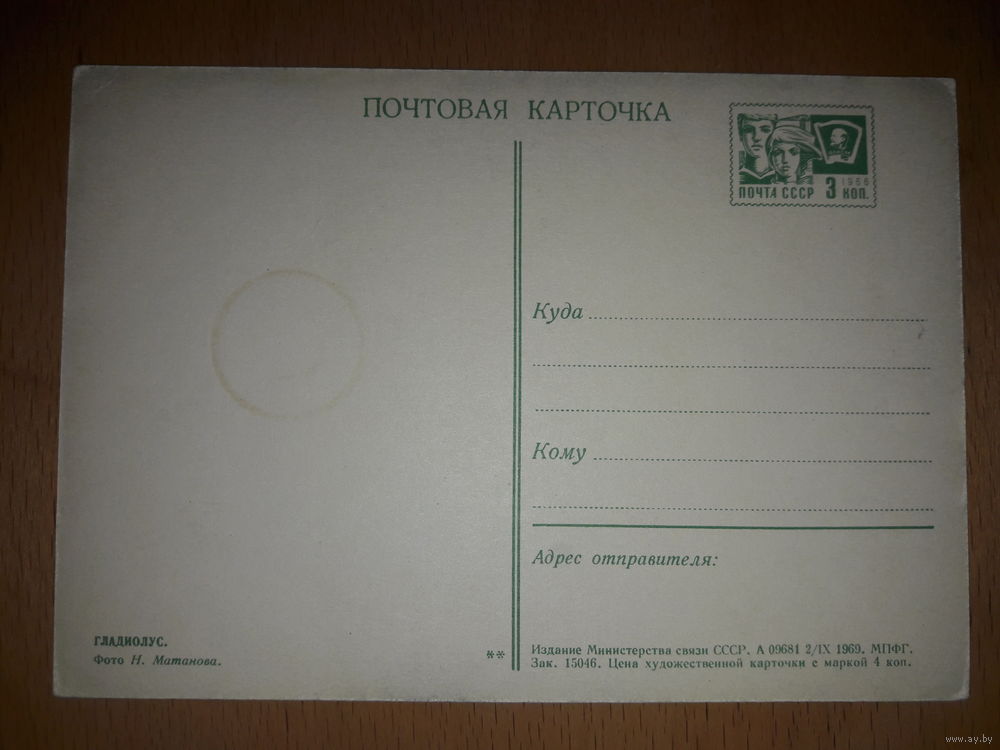 ПОЧТОВАЯ КАРТОЧКА
1966
ПОЧТА СССР 3 КОП.
Куда
Кому
Адрес отправителя:
ГЛАДИОЛУС.
Фото Н. Матанова.
**
Издание Министерства связи СССР. А 09681 2/IX 1969. МПФГ.
Зак. 15046. Цена художественной карточки с маркой 4 коп.
www.ay.by